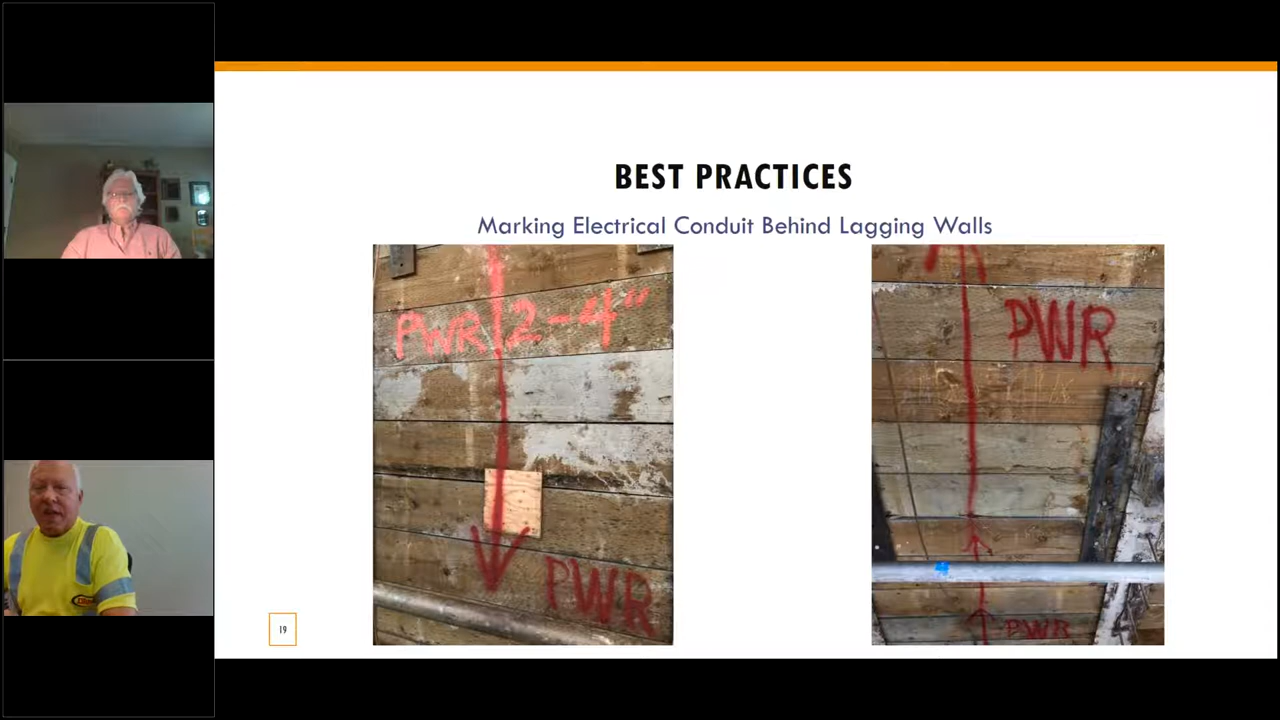 BEST PRACTICES
Marking Electrical Conduit Behind Lagging Walls
PWR 2-4"
PWR
PWR
PWR
19